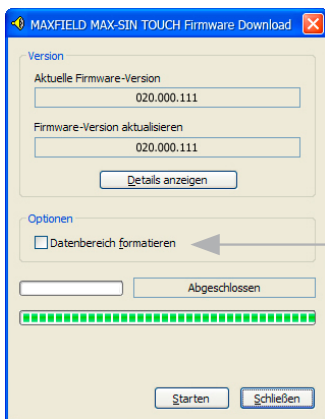 MAXFIELD MAX-SIN TOUCH Firmware Download
Version
Aktuelle Firmware-Version
020.000.111
Firmware-Version aktualisieren
020.000.111
Details anzeigen
Optionen
Datenbereich formatieren
Abgeschlossen
Starten
Schließen